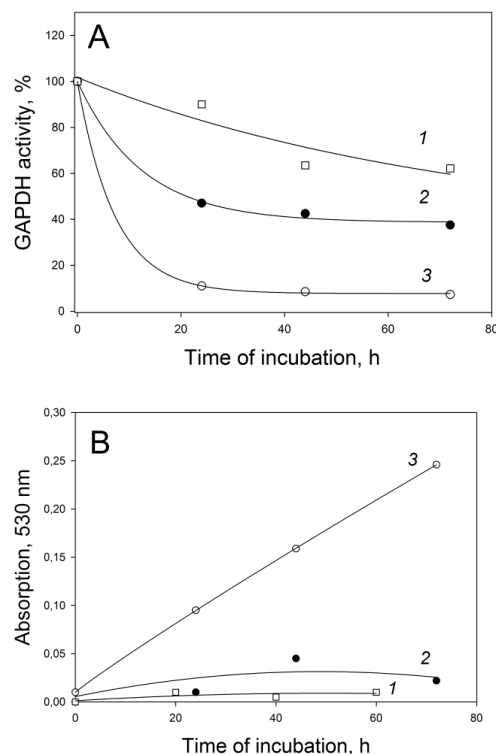 A
GAPDH activity, %
120
100
80
60
40
20
0
1
2
3
0 20 40 60 80
Time of incubation, h
B
Absorption, 530 nm
0,30
0,25
0,20
0,15
0,10
0,05
0,00
3
2
1
0 20 40 60 80
Time of incubation, h